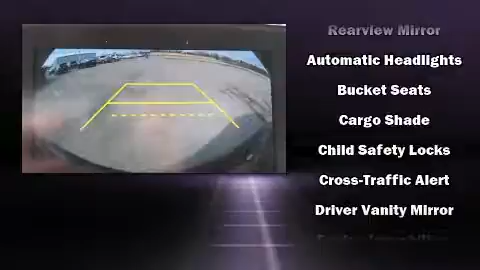 Rearview Mirror
Automatic Headlights
Bucket Seats
Cargo Shade
Child Safety Locks
Cross-Traffic Alert
Driver Vanity Mirror